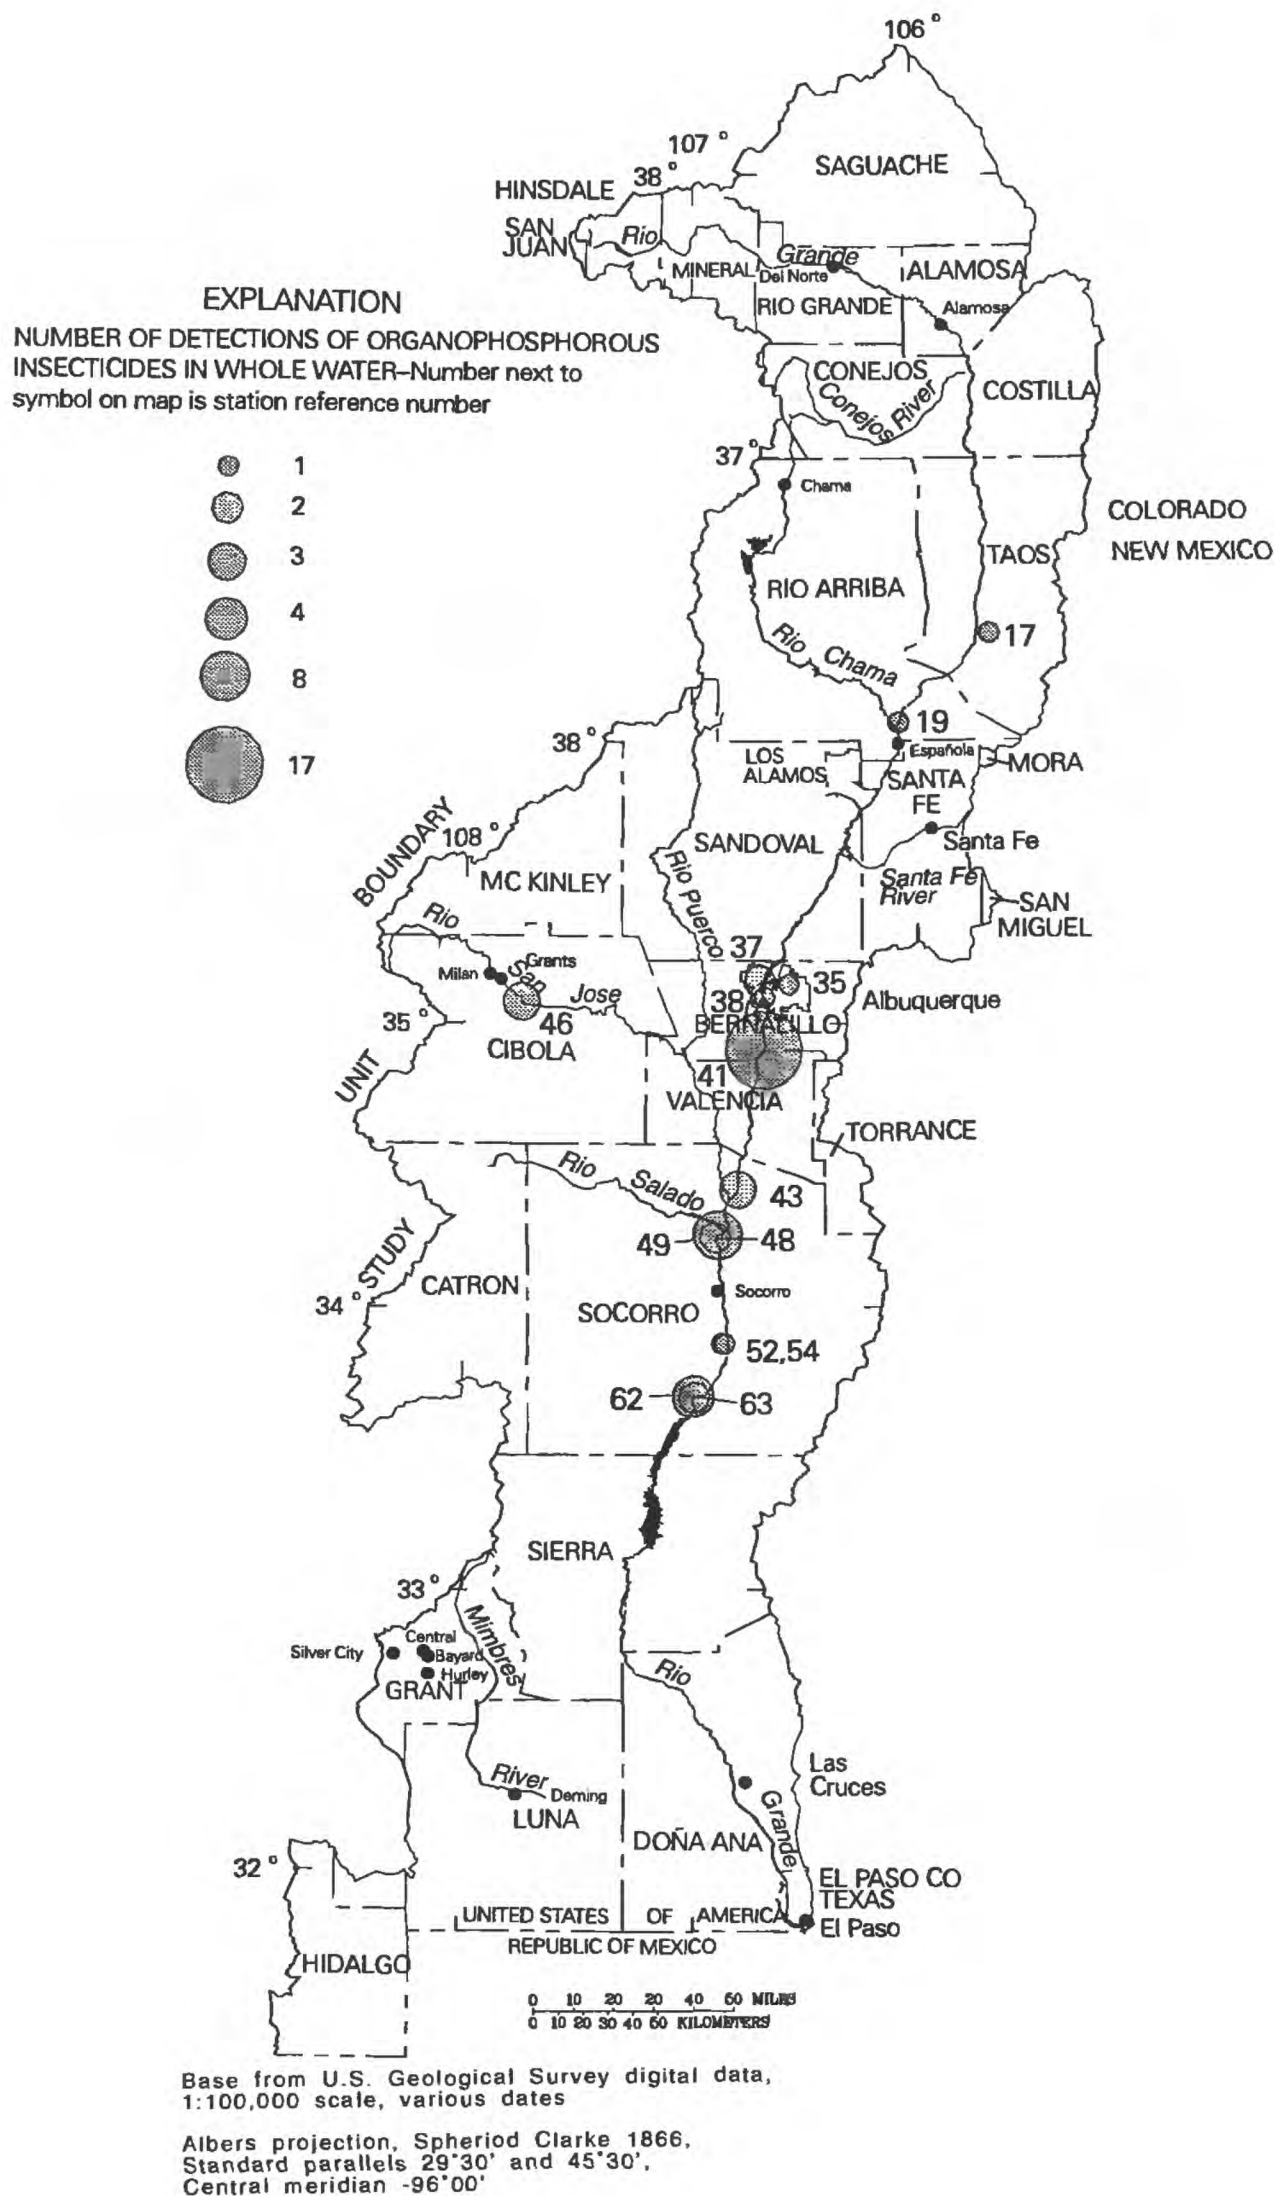 106°
107°
38°
SAGUACHE
HINSDALE
SAN
JUAN
Rio
Grande
MINERAL
Del Norte
ALAMOSA
RIO GRANDE
Alamosa
EXPLANATION
NUMBER OF DETECTIONS OF ORGANOPHOSPHOROUS
INSECTICIDES IN WHOLE WATER–Number next to
symbol on map is station reference number
1
2
3
4
8
17
CONEJOS
Conejos River
COSTILLA
37°
Chama
COLORADO
NEW MEXICO
TAOS
RIO ARRIBA
17
Rio Chama
19
38°
Española
LOS
ALAMOS
MORA
SANTA
FE
BOUNDARY
108°
SANDOVAL
Santa Fe
MC KINLEY
Rio Puerco
Santa Fe
River
SAN
MIGUEL
Rio
San
Jose
Milan
Grants
37
35
38
Albuquerque
46
35°
BERNALILLO
CIBOLA
41
UNIT
VALENCIA
TORRANCE
Rio
Salado
43
49
48
STUDY
CATRON
34°
Socorro
SOCORRO
52,54
62
63
SIERRA
33°
Mimbres
Central
Silver City
Bayard
Hurley
GRANT
Rio
River
Deming
LUNA
Las
Cruces
Grande
DOÑA ANA
32°
EL PASO CO
TEXAS
El Paso
UNITED STATES OF AMERICA
REPUBLIC OF MEXICO
HIDALGO
0 10 20 20 40 60 MILES
0 10 20 30 40 60 KILOMETERS
Base from U.S. Geological Survey digital data,
1:100,000 scale, various dates
Albers projection, Spheriod Clarke 1866,
Standard parallels 29°30' and 45°30',
Central meridian -96°00'